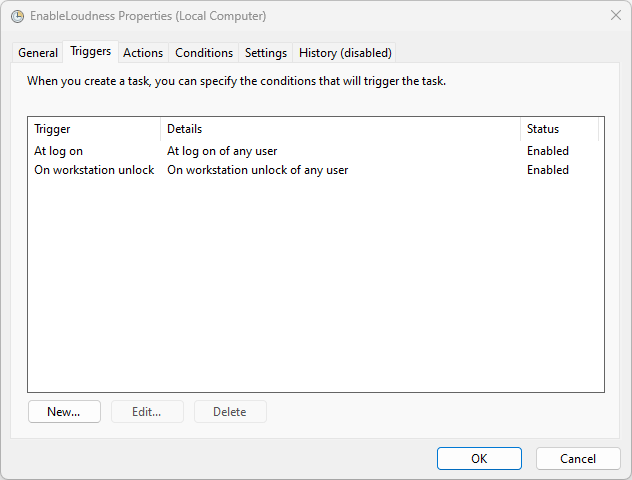 EnableLoudness Properties (Local Computer)
General Triggers Actions Conditions Settings History (disabled)
When you create a task, you can specify the conditions that will trigger the task.
Trigger Details Status
At log on At log on of any user Enabled
On workstation unlock On workstation unlock of any user Enabled
New... Edit... Delete
OK Cancel